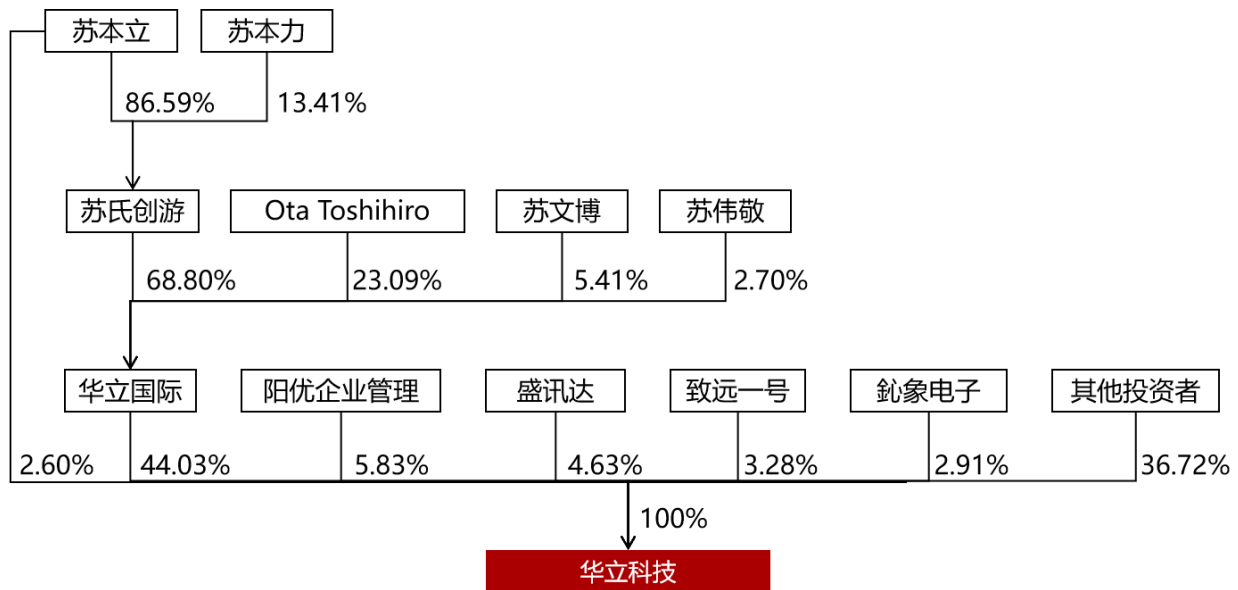 苏本立 苏本力
86.59% 13.41%
苏氏创游 Ota Toshihiro 苏文博 苏伟敬
68.80% 23.09% 5.41% 2.70%
华立国际 阳优企业管理 盛讯达 致远一号 鈊象电子 其他投资者
2.60% 44.03% 5.83% 4.63% 3.28% 2.91% 36.72%
100%
华立科技